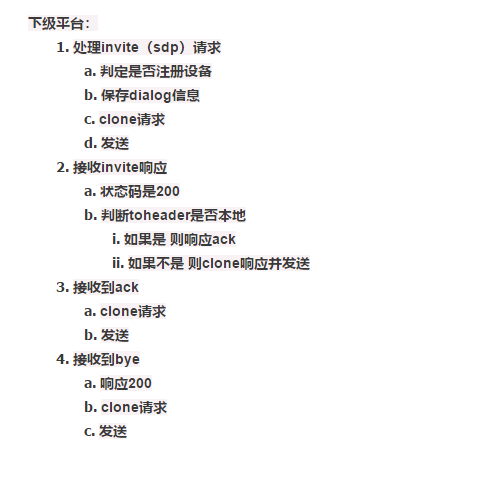 下级平台：
1. 处理invite（sdp）请求
a. 判定是否注册设备
b. 保存dialog信息
c. clone请求
d. 发送
2. 接收invite响应
a. 状态码是200
b. 判断toheader是否本地
i. 如果是 则响应ack
ii. 如果不是 则clone响应并发送
3. 接收到ack
a. clone请求
b. 发送
4. 接收到bye
a. 响应200
b. clone请求
c. 发送